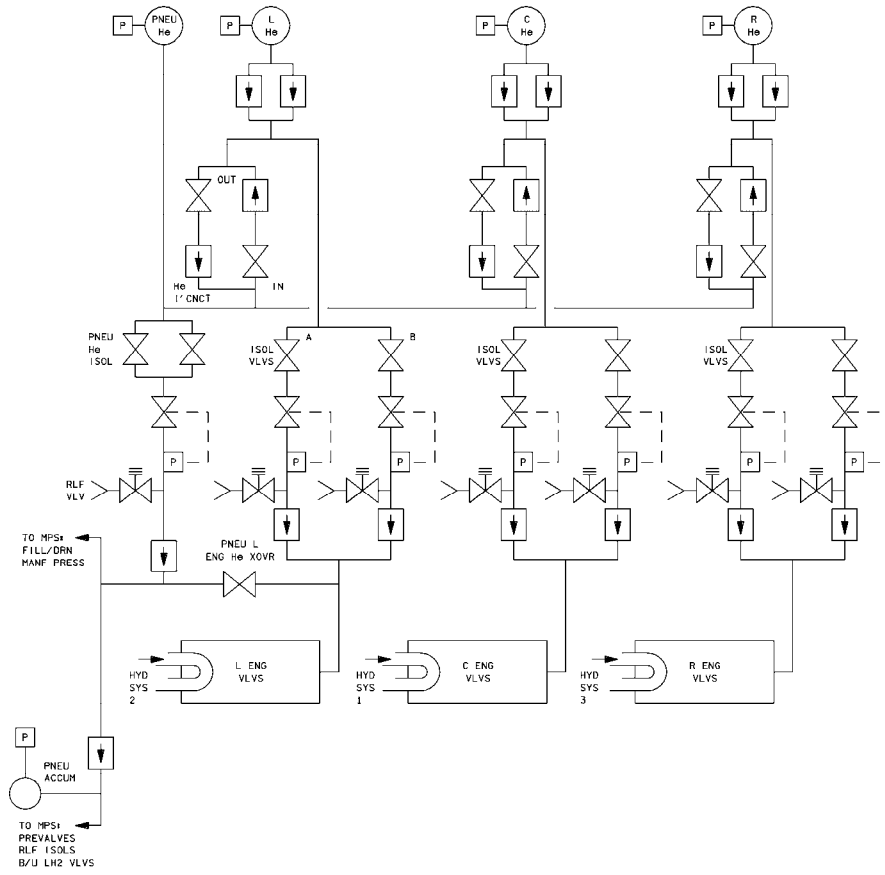 P
PNEU
He
P
L
He
P
C
He
P
R
He
OUT
He
I'CNCT
IN
PNEU
He
ISOL
A
B
ISOL
VLVS
ISOL
VLVS
ISOL
VLVS
P
P
P
P
P
P
P
RLF
VLV
TO MPS:
FILL/DRN
MANF PRESS
PNEU L
ENG He XOVR
HYD
SYS
2
L ENG
VLVS
HYD
SYS
1
C ENG
VLVS
HYD
SYS
3
R ENG
VLVS
P
PNEU
ACCUM
TO MPS:
PREVALVES
RLF ISOLS
B/U LH2 VLVS